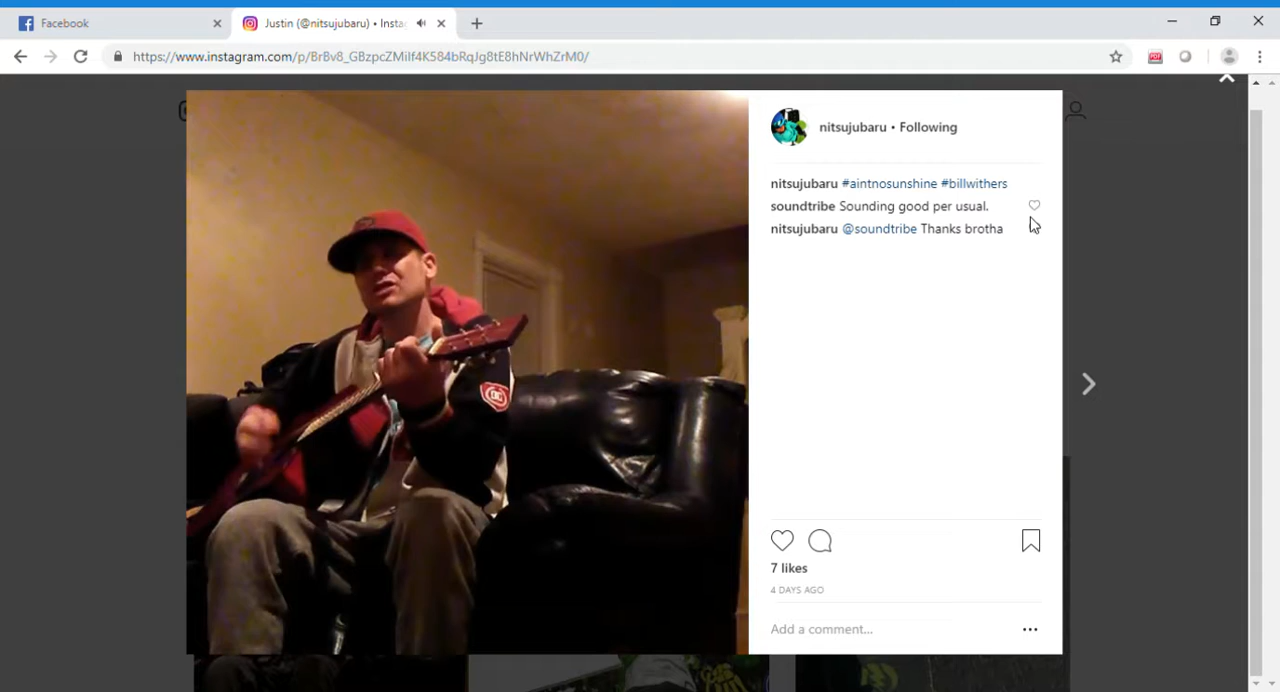 Facebook
Justin (@nitsujubaru) • Insta
https://www.instagram.com/p/BrBv8_GBzpcZMilf4K584bRqJg8tE8hNrWhZrM0/
PDF
nitsujubaru • Following
nitsujubaru #aintnosunshine #billwithers
soundtribe Sounding good per usual.
nitsujubaru @soundtribe Thanks brotha
7 likes
4 DAYS AGO
Add a comment...